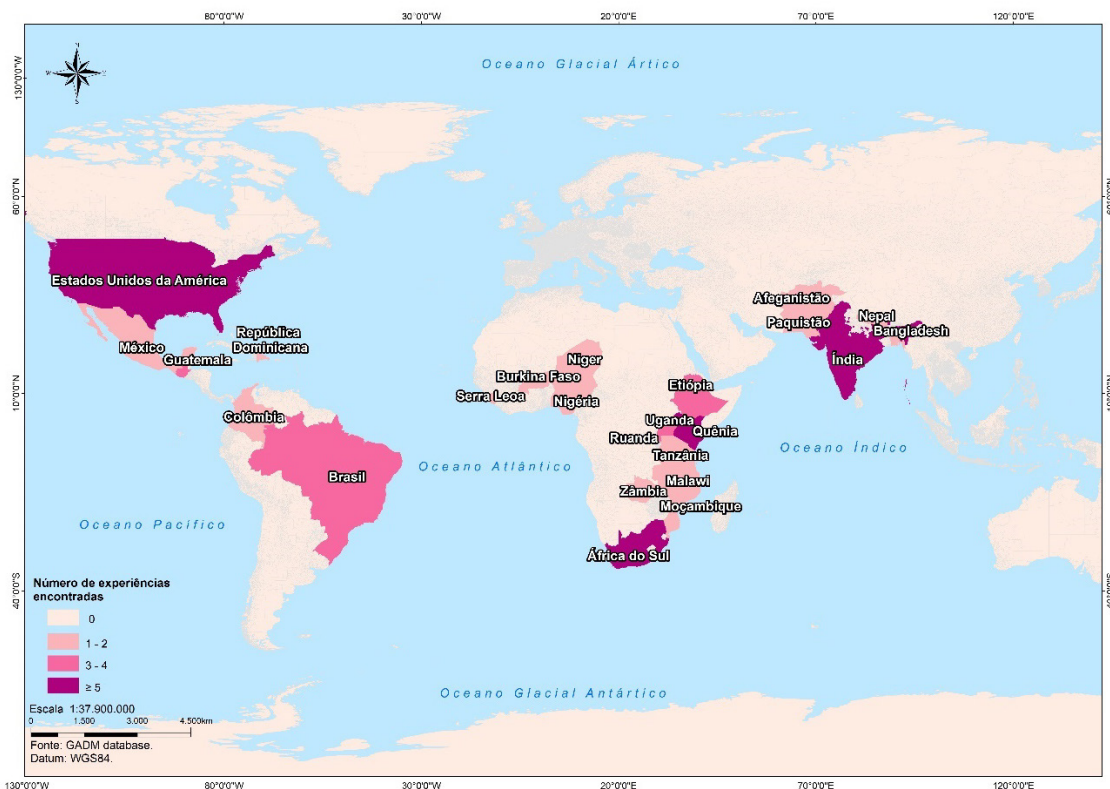 80°0'0"W 30°0'0"W 20°0'0"E 70°0'0"E 120°0'0"E
N
W E
S
130°0'0"W
Oceano Glacial Ártico
60°0'0"N
Estados Unidos da América
Afeganistão
República
Dominicana
Nepal
Paquistão
Bangladesh
México
Guatemala
Níger
Índia
Burkina Faso
Etiópia
Serra Leoa
Nigéria
10°0'0"N
Colômbia
Uganda
Quênia
Ruanda
Oceano Índico
Tanzânia
Oceano Atlântico
Brasil
Malawi
Zâmbia
Moçambique
Oceano Pacífico
África do Sul
Número de experiências
encontradas
40°0'0"S
0
1 - 2
3 - 4
≥ 5
Oceano Glacial Antártico
Escala 1:37.900.000
0 1.500 3.000 4.500km
Fonte: GADM database.
Datum: WGS84.
130°0'0"W 80°0'0"W 30°0'0"W 20°0'0"E 70°0'0"E 120°0'0"E